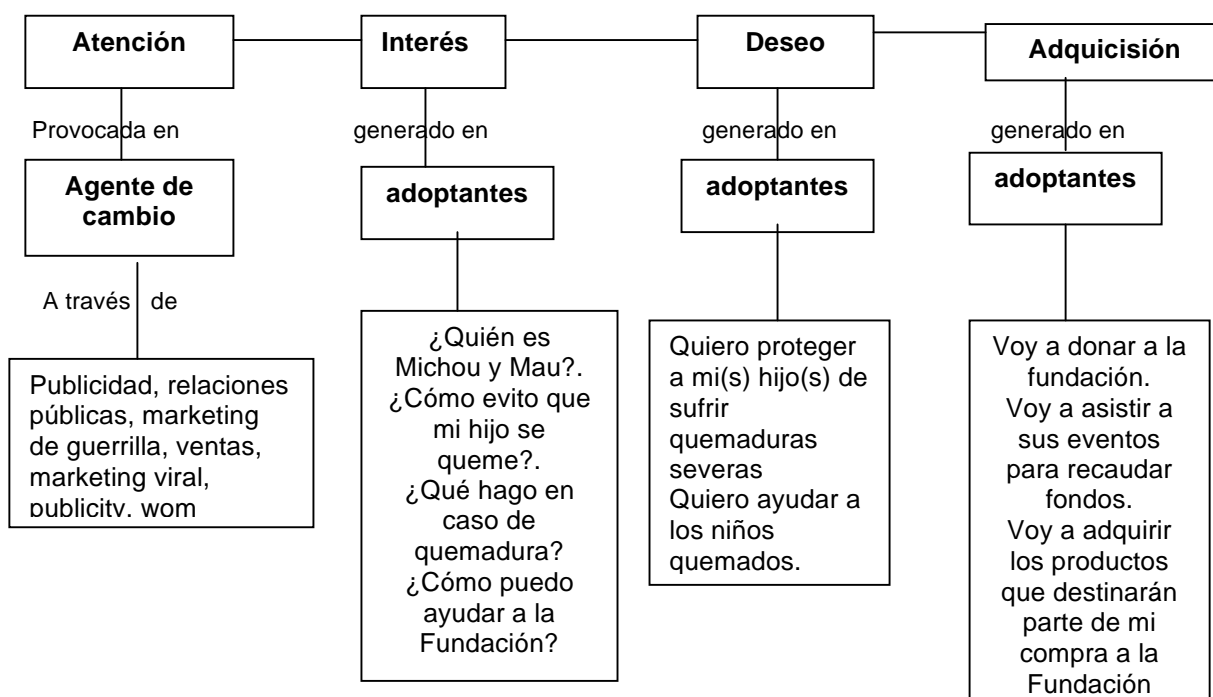 Atención
Interés
Deseo
Adquicisión
Provocada en
generado en
generado en
generado en
Agente de
cambio
adoptantes
adoptantes
adoptantes
A través de
Publicidad, relaciones
públicas, marketing
de guerrilla, ventas,
marketing viral,
publicity, wom
¿Quién es
Michou y Mau?.
¿Cómo evito que
mi hijo se
queme?.
¿Qué hago en
caso de
quemadura?
¿Cómo puedo
ayudar a la
Fundación?
Quiero proteger
a mi(s) hijo(s) de
sufrir
quemaduras
severas
Quiero ayudar a
los niños
quemados.
Voy a donar a la
fundación.
Voy a asistir a
sus eventos
para recaudar
fondos.
Voy a adquirir
los productos
que destinarán
parte de mi
compra a la
Fundación